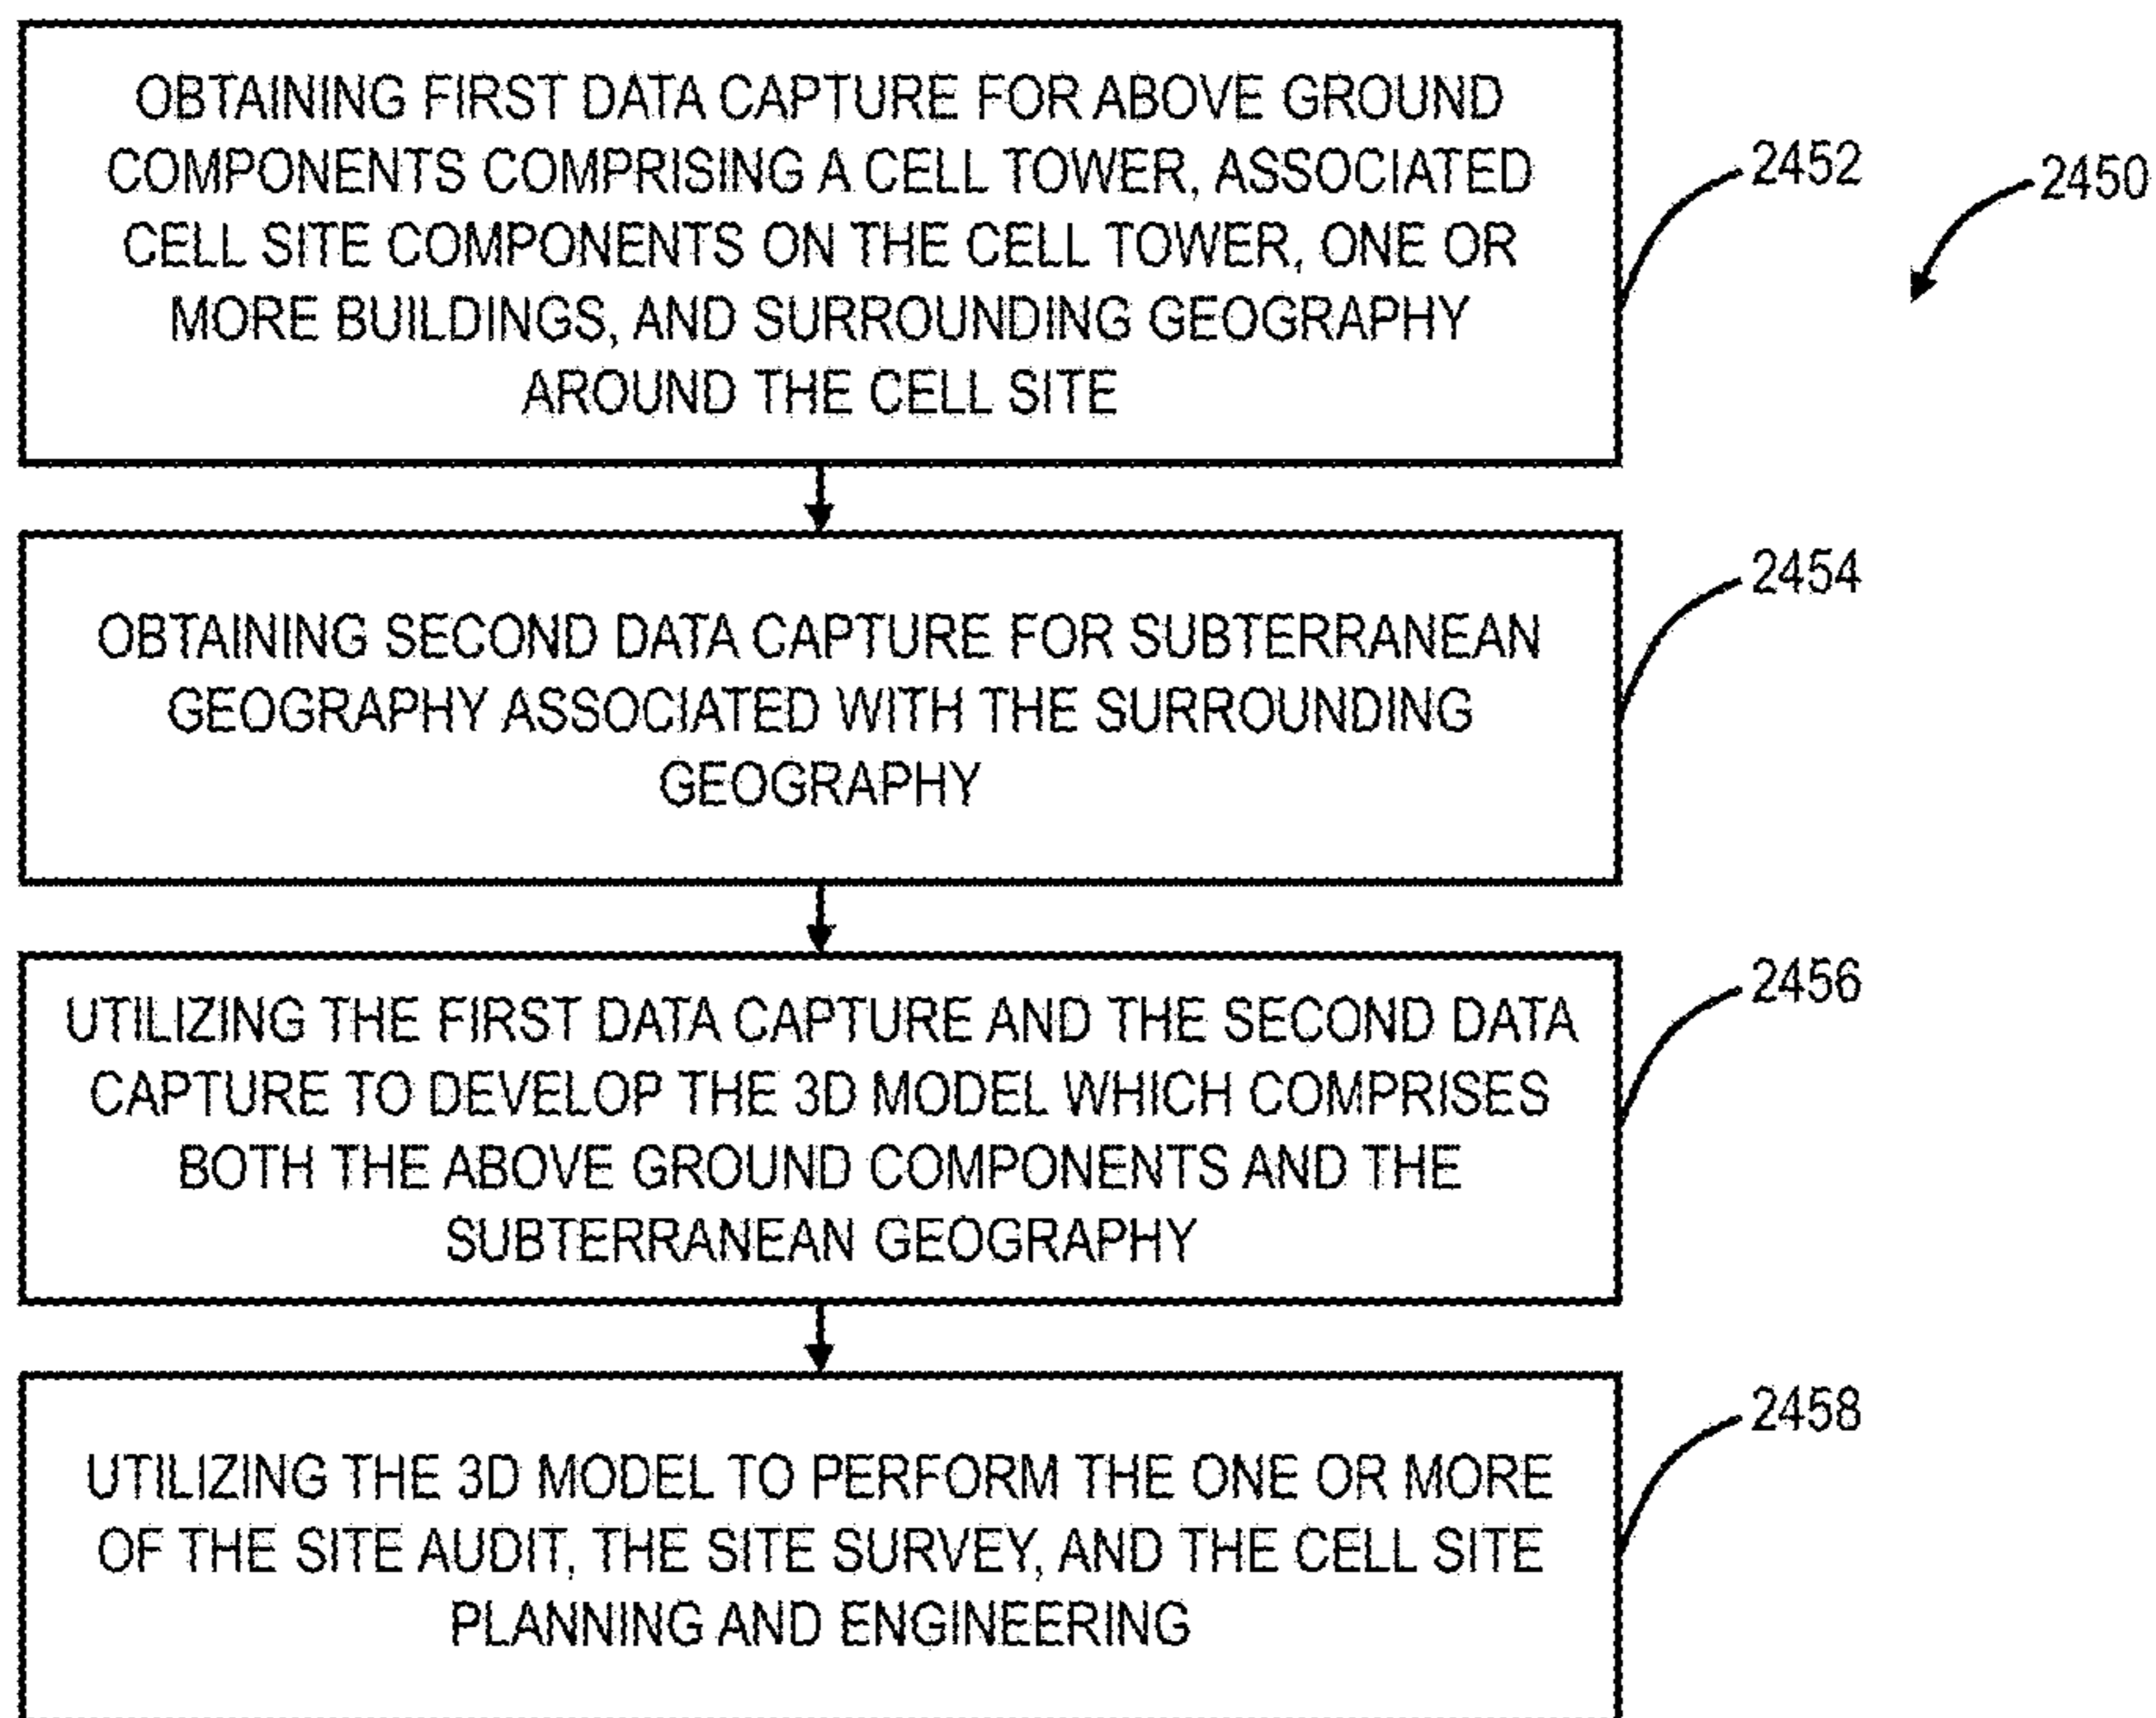 OBTAINING FIRST DATA CAPTURE FOR ABOVE GROUND
COMPONENTS COMPRISING A CELL TOWER, ASSOCIATED
CELL SITE COMPONENTS ON THE CELL TOWER, ONE OR
MORE BUILDINGS, AND SURROUNDING GEOGRAPHY
AROUND THE CELL SITE
2452
2450
OBTAINING SECOND DATA CAPTURE FOR SUBTERRANEAN
GEOGRAPHY ASSOCIATED WITH THE SURROUNDING
GEOGRAPHY
2454
UTILIZING THE FIRST DATA CAPTURE AND THE SECOND DATA
CAPTURE TO DEVELOP THE 3D MODEL WHICH COMPRISES
BOTH THE ABOVE GROUND COMPONENTS AND THE
SUBTERRANEAN GEOGRAPHY
2456
UTILIZING THE 3D MODEL TO PERFORM THE ONE OR MORE
OF THE SITE AUDIT, THE SITE SURVEY, AND THE CELL SITE
PLANNING AND ENGINEERING
2458